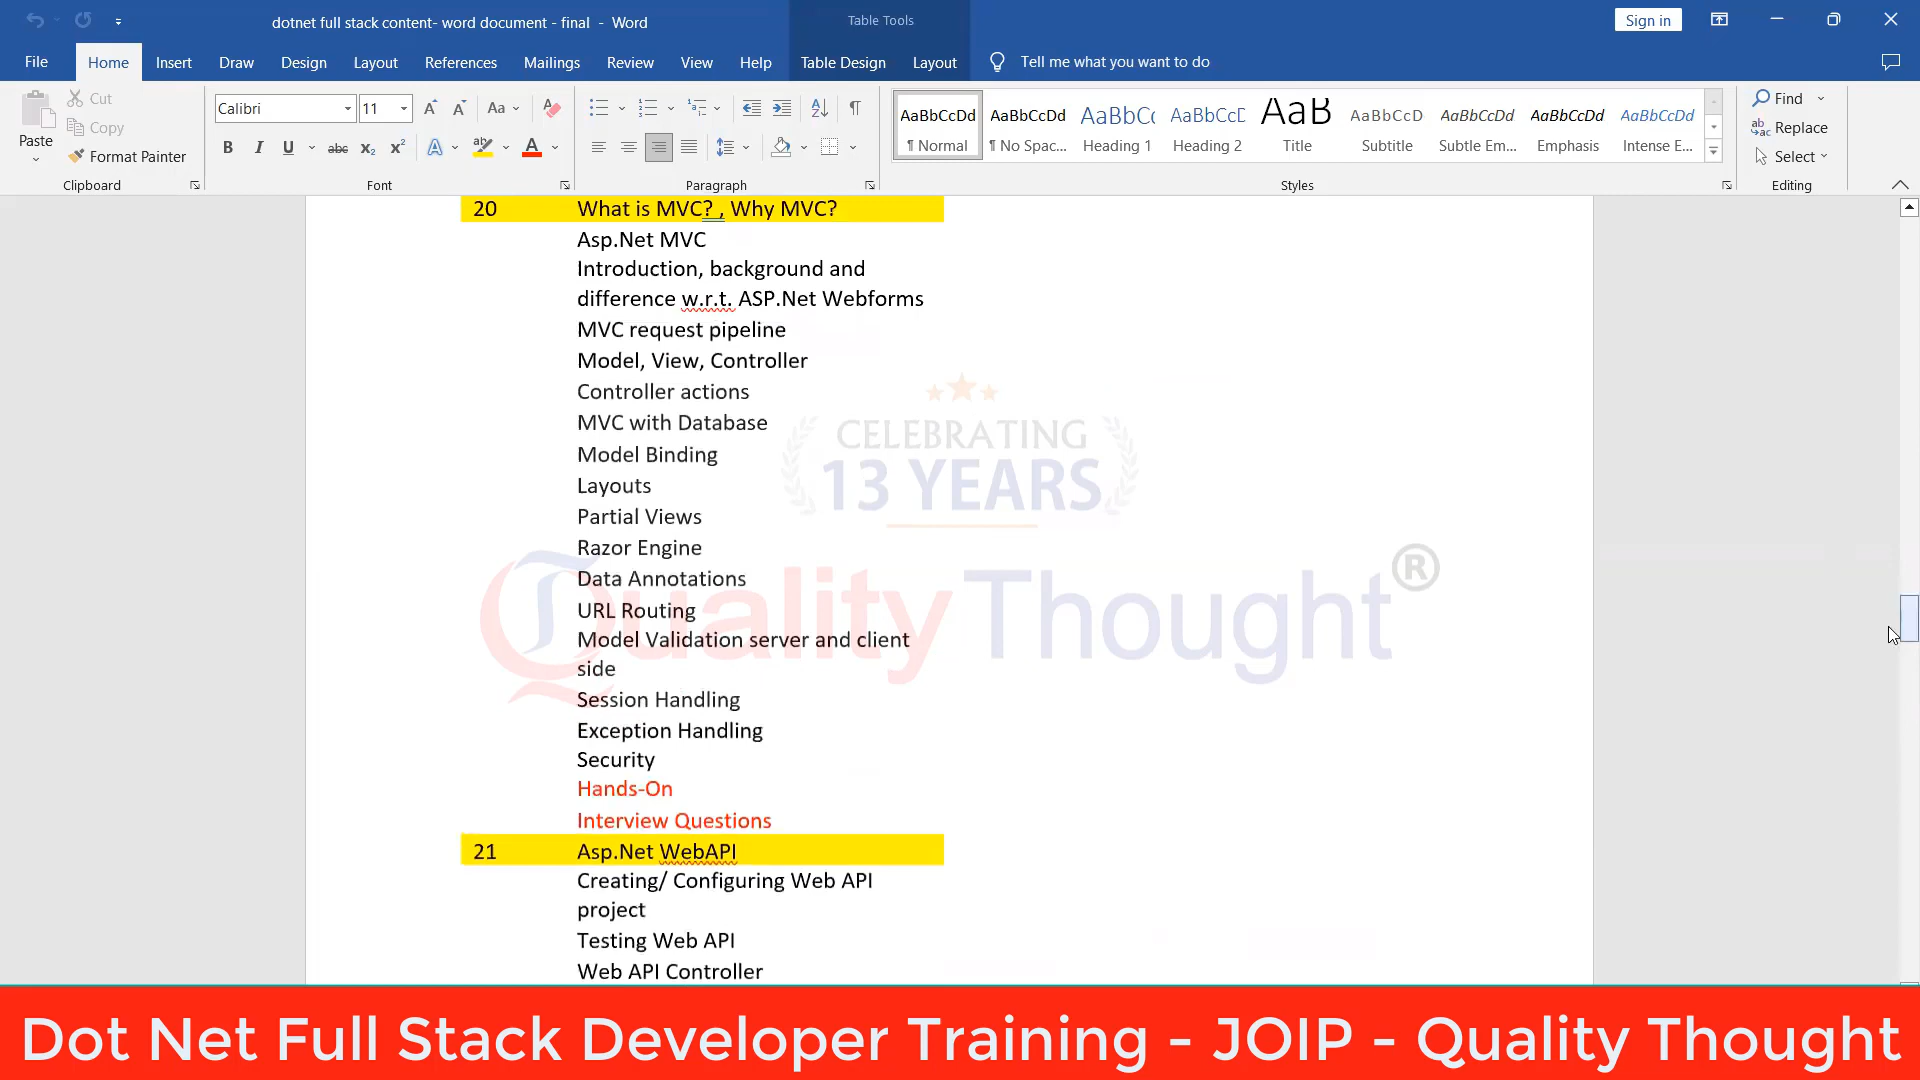 dotnet full stack content- word document - final - Word
Table Tools
Sign in
File Home Insert Draw Design Layout References Mailings Review View Help Table Design Layout Tell me what you want to do
Paste
Cut
Copy
Format Painter
Clipboard
Calibri 11
Font
Paragraph
AaBbCcDd ¶ Normal
AaBbCcDd ¶ No Spac...
AaBbCc Heading 1
AaBbCcD Heading 2
AaB Title
AaBbCcD Subtitle
AaBbCcDd Subtle Em...
AaBbCcDd Emphasis
AaBbCcDd Intense E...
Styles
Find
Replace
Select
Editing
20 What is MVC? , Why MVC?
Asp.Net MVC
Introduction, background and
difference w.r.t. ASP.Net Webforms
MVC request pipeline
Model, View, Controller
Controller actions
MVC with Database
Model Binding
Layouts
Partial Views
Razor Engine
Data Annotations
URL Routing
Model Validation server and client
side
Session Handling
Exception Handling
Security
Hands-On
Interview Questions
21 Asp.Net WebAPI
Creating/ Configuring Web API
project
Testing Web API
Web API Controller
CELEBRATING
13 YEARS
QualityThought®
Dot Net Full Stack Developer Training - JOIP - Quality Thought